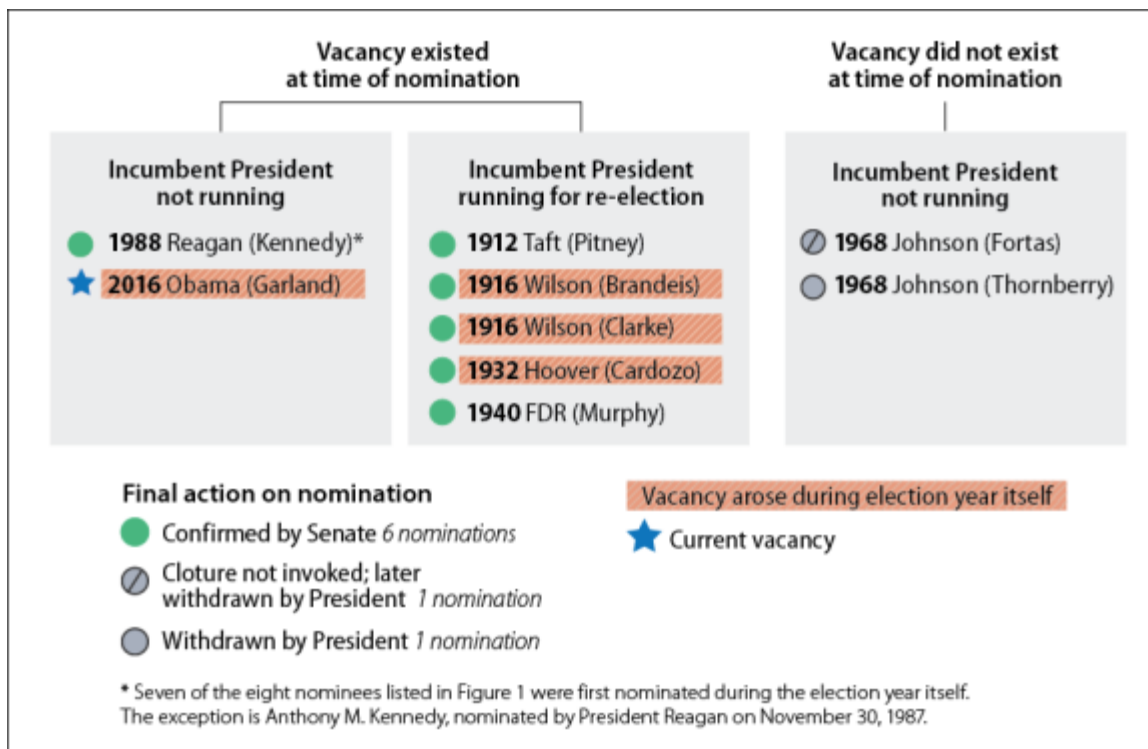 Vacancy existed
at time of nomination
Vacancy did not exist
at time of nomination
Incumbent President
not running
1988 Reagan (Kennedy)*
2016 Obama (Garland)
Incumbent President
running for re-election
1912 Taft (Pitney)
1916 Wilson (Brandeis)
1916 Wilson (Clarke)
1932 Hoover (Cardozo)
1940 FDR (Murphy)
Incumbent President
not running
1968 Johnson (Fortas)
1968 Johnson (Thornberry)
Final action on nomination
Confirmed by Senate 6 nominations
Cloture not invoked; later
withdrawn by President 1 nomination
Withdrawn by President 1 nomination
Vacancy arose during election year itself
Current vacancy
* Seven of the eight nominees listed in Figure 1 were first nominated during the election year itself.
The exception is Anthony M. Kennedy, nominated by President Reagan on November 30, 1987.